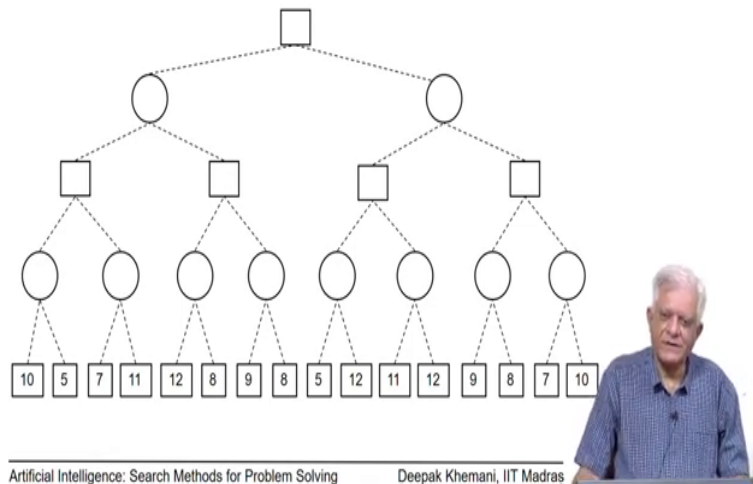 10 5 7 11 12 8 9 8 5 12 11 12 9 8 7 10
Artificial Intelligence: Search Methods for Problem Solving Deepak Khemani, IIT Madras